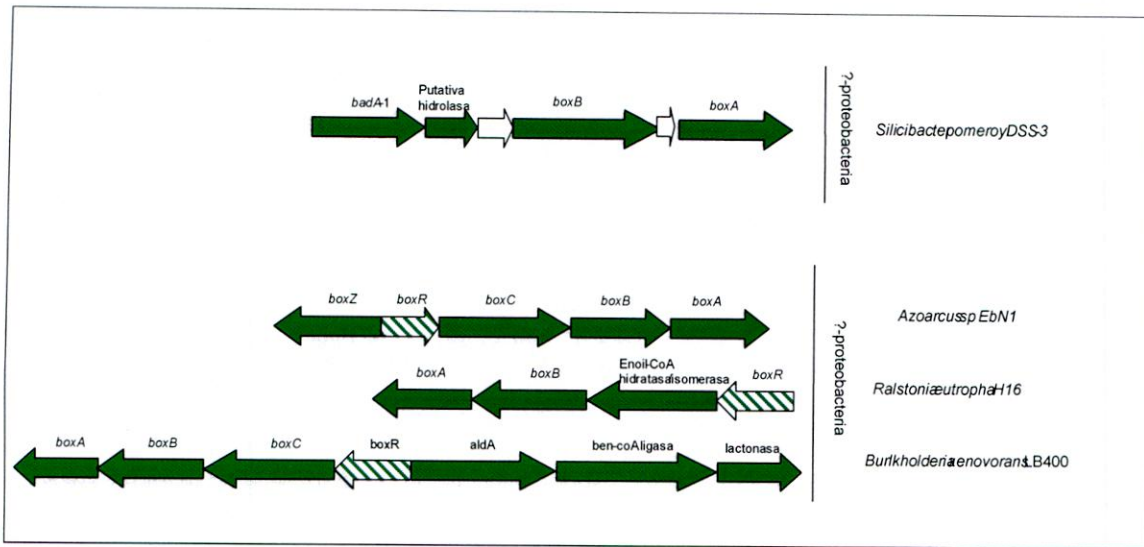 Putativa
badA-1 hidrolasa boxB boxA
?-proteobacteria
SilicibactepomeroyDSS-3
boxZ boxR boxC boxB boxA
AzoarcusspEbN1
?-proteobacteria
Enoil-CoA
boxA boxB hidratasa/isomerasa boxR
RalstoniaeutrophaH16
boxA boxB boxC boxR aldA ben-coAligasa lactonasa
BurlkholderiaxenovoransLB400